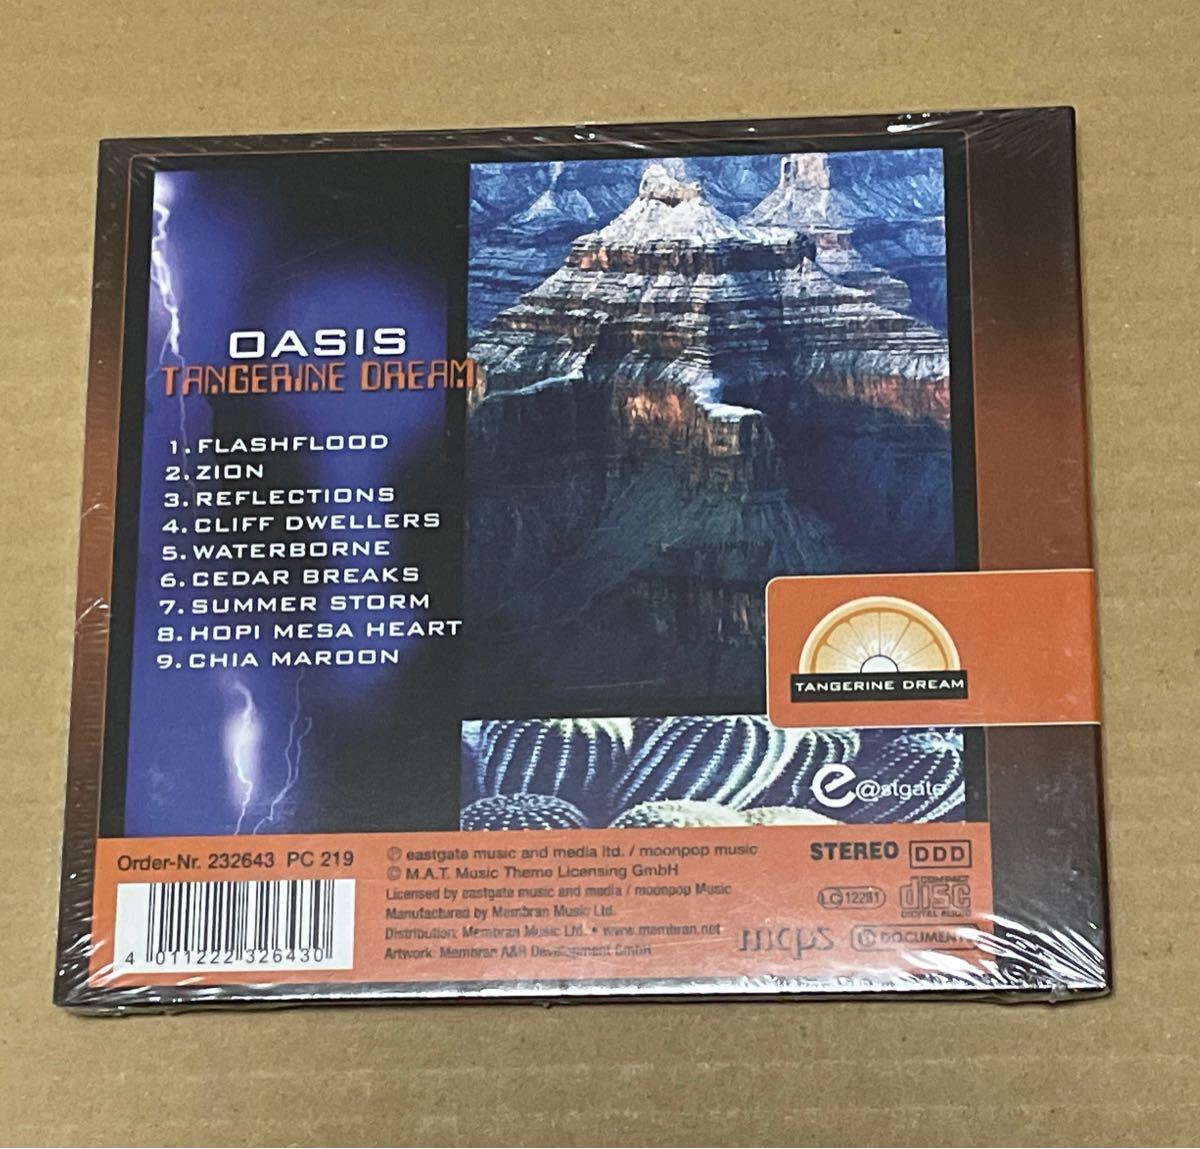 OASIS
TANGERINE DREAM
1. FLASHFLOOD
2. ZION
3. REFLECTIONS
4. CLIFF DWELLERS
5. WATERBORNE
6. CEDAR BREAKS
7. SUMMER STORM
8. HOPI MESA HEART
9. CHIA MAROON
TANGERINE DREAM
e@stgate
Order-Nr. 232643 PC 219
4 011222 326430
℗ eastgate music and media ltd. / moonpop music
© M.A.T. Music Theme Licensing GmbH
Licensed by eastgate music and media / moonpop Music
Manufactured by Membran Music Ltd.
Distribution: Membran Music Ltd. • www.membran.net
Artwork: Membran A&R Development GmbH
STEREO DDD
LC 12281
COMPACT disc DIGITAL AUDIO
mcps
DOCUMENTS